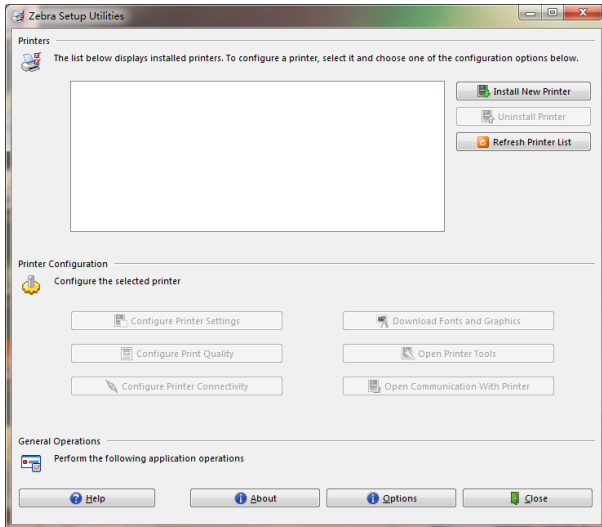 Zebra Setup Utilities
Printers
The list below displays installed printers. To configure a printer, select it and choose one of the configuration options below.
Install New Printer
Uninstall Printer
Refresh Printer List
Printer Configuration
Configure the selected printer
Configure Printer Settings
Download Fonts and Graphics
Configure Print Quality
Open Printer Tools
Configure Printer Connectivity
Open Communication With Printer
General Operations
Perform the following application operations
Help
About
Options
Close